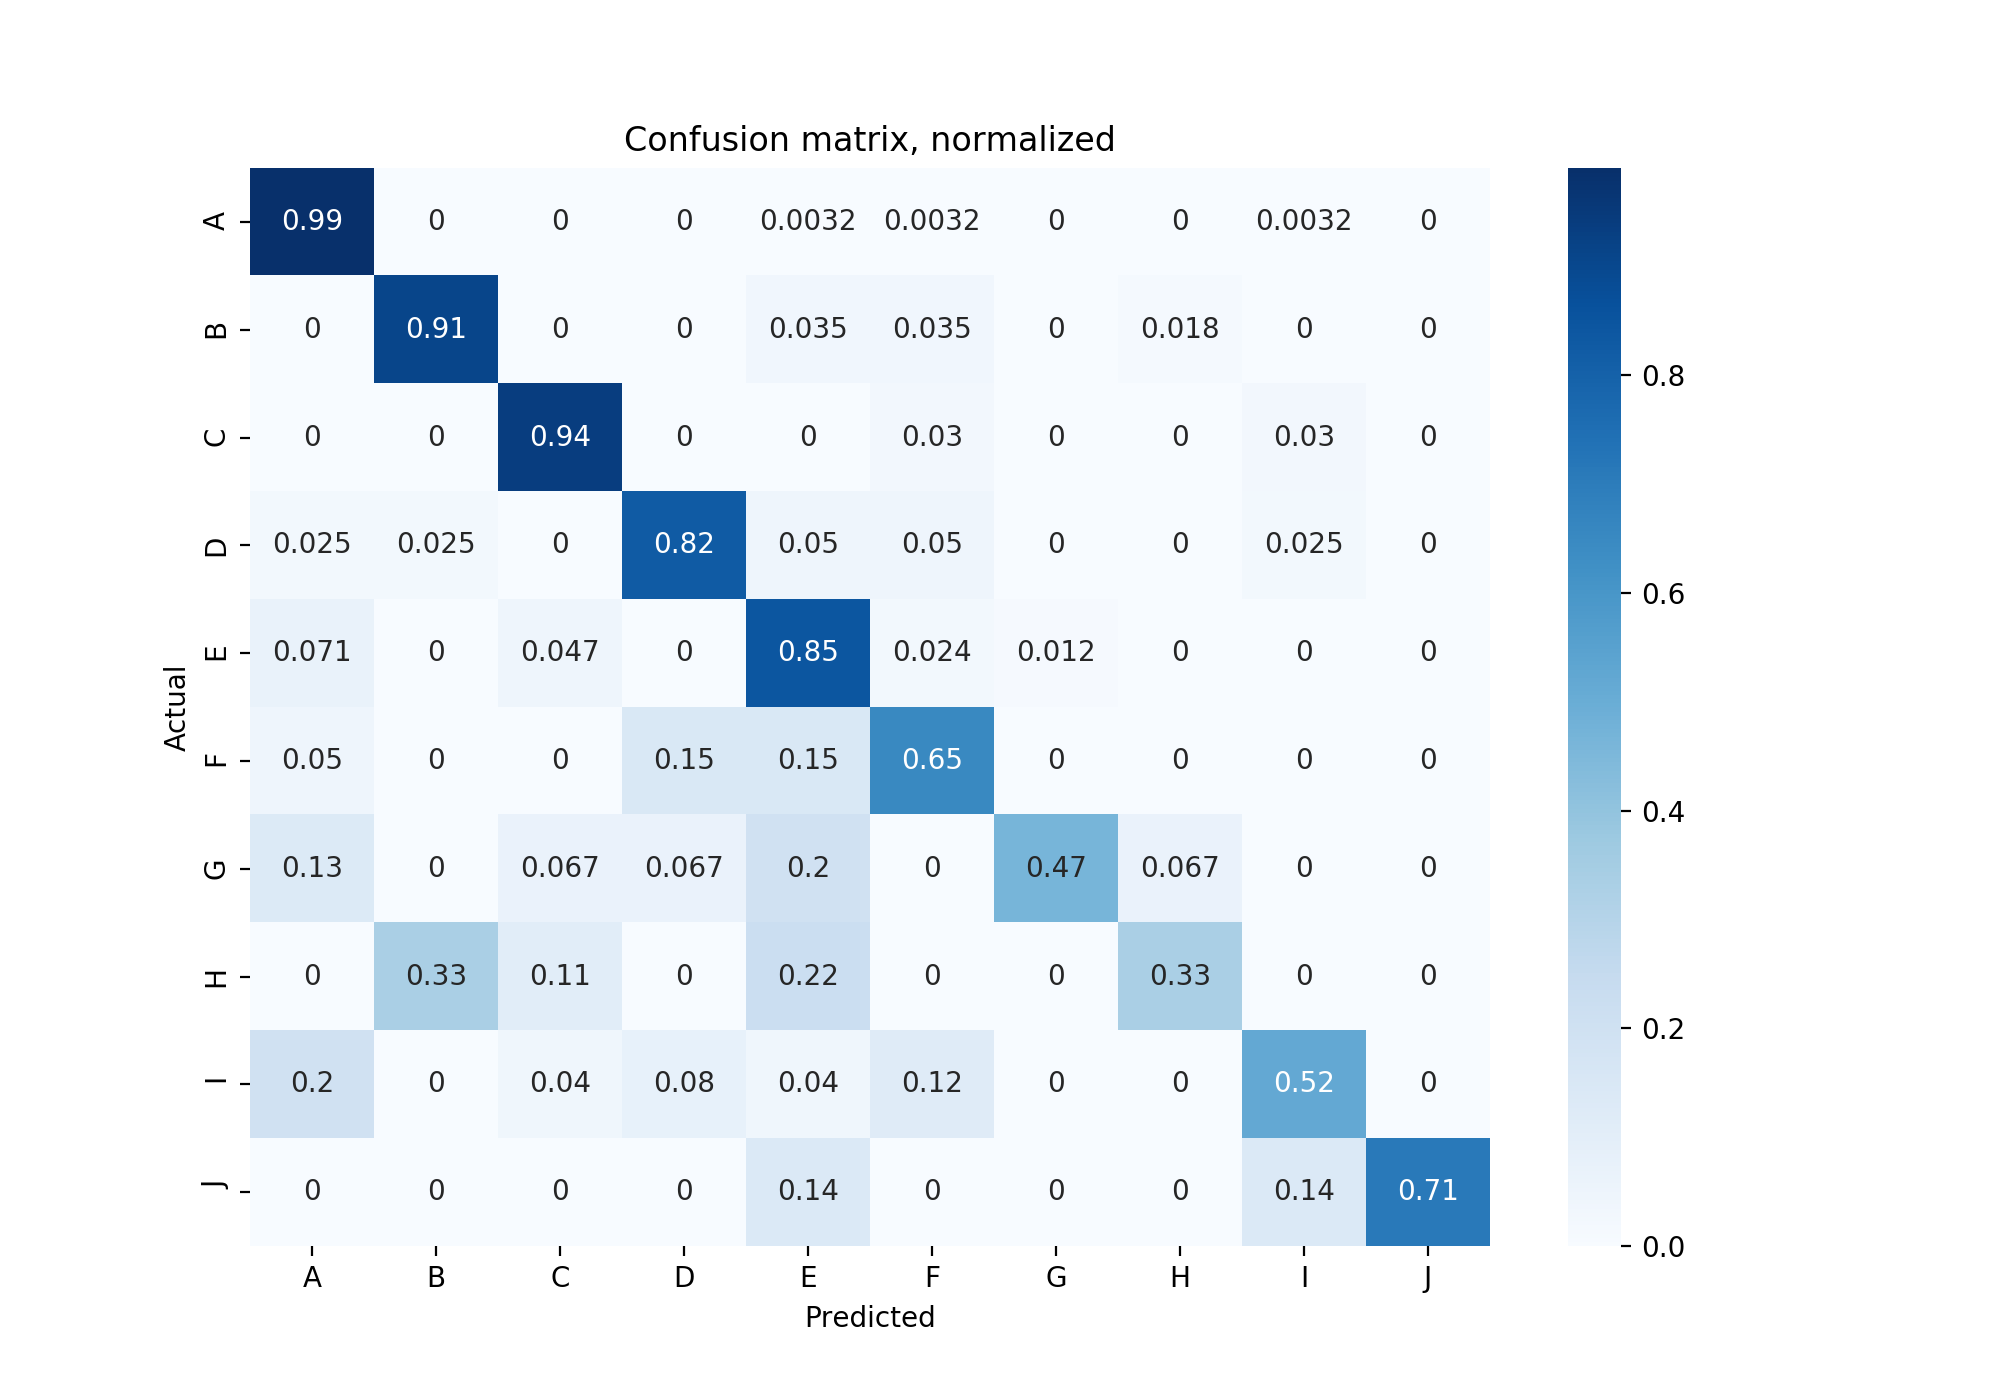 Confusion matrix, normalized
A 0.99 0 0 0 0.0032 0.0032 0 0 0.0032 0
B 0 0.91 0 0 0.035 0.035 0 0.018 0 0
C 0 0 0.94 0 0 0.03 0 0 0.03 0
D 0.025 0.025 0 0.82 0.05 0.05 0 0 0.025 0
E 0.071 0 0.047 0 0.85 0.024 0.012 0 0 0
F 0.05 0 0 0.15 0.15 0.65 0 0 0 0
G 0.13 0 0.067 0.067 0.2 0 0.47 0.067 0 0
H 0 0.33 0.11 0 0.22 0 0 0.33 0 0
I 0.2 0 0.04 0.08 0.04 0.12 0 0 0.52 0
J 0 0 0 0 0.14 0 0 0 0.14 0.71
A B C D E F G H I J
Predicted
Actual
0.8
0.6
0.4
0.2
0.0